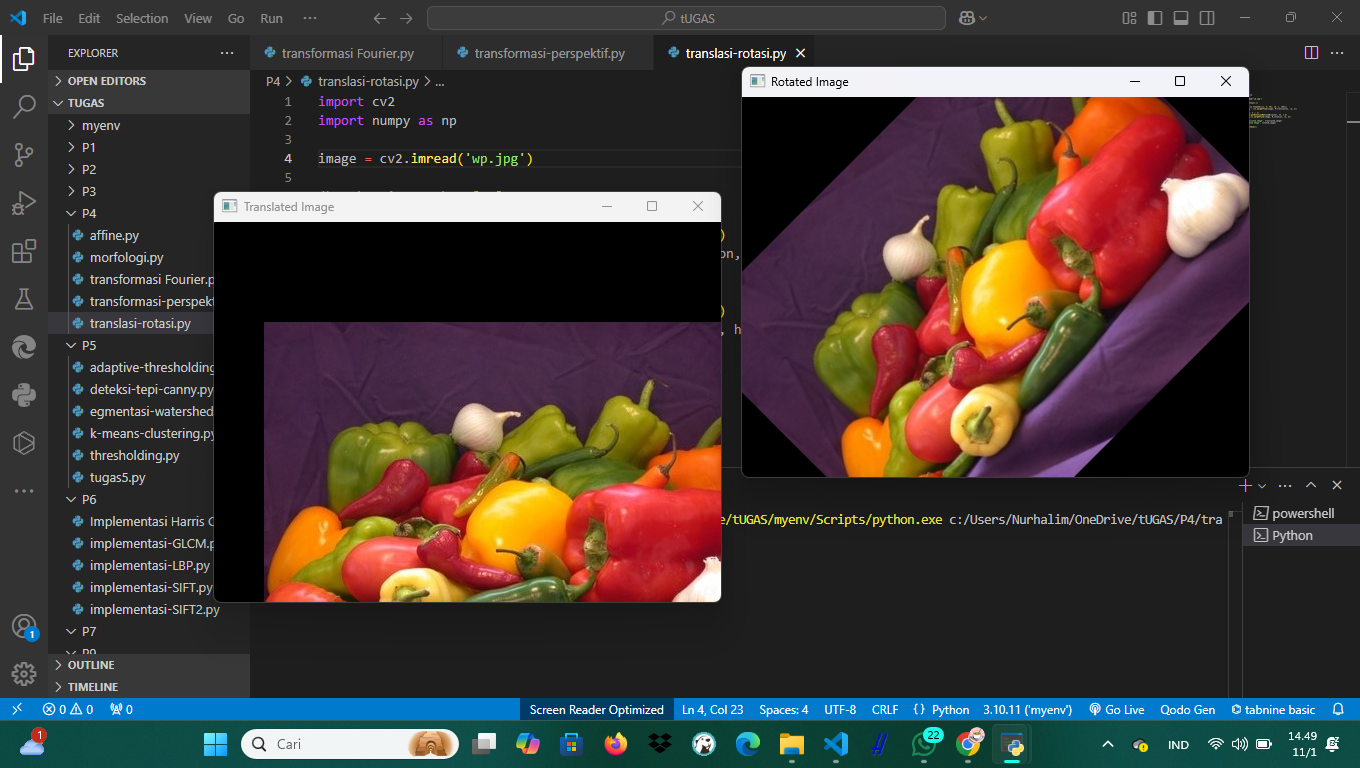 File Edit Selection View Go Run ··· tUGAS
EXPLORER
OPEN EDITORS
TUGAS
myenv
P1
P2
P3
P4
affine.py
morfologi.py
transformasi Fourier.p
transformasi-perspekt
translasi-rotasi.py
P5
adaptive-thresholding
deteksi-tepi-canny.py
egmentasi-watershed
k-means-clustering.py
thresholding.py
tugas5.py
P6
Implementasi Harris C
implementasi-GLCM.p
implementasi-LBP.py
implementasi-SIFT.py
implementasi-SIFT2.py
P7
OUTLINE
TIMELINE
1
transformasi Fourier.py transformasi-perspektif.py translasi-rotasi.py
P4 > translasi-rotasi.py > ...
1 import cv2
2 import numpy as np
3
4 image = cv2.imread('wp.jpg')
5
)
on,
)
, h
Translated Image
Rotated Image
e/tUGAS/myenv/Scripts/python.exe c:/Users/Nurhalim/OneDrive/tUGAS/P4/tra
powershell
Python
0 0 0 Screen Reader Optimized Ln 4, Col 23 Spaces: 4 UTF-8 CRLF {} Python 3.10.11 ('myenv') Go Live Qodo Gen tabnine basic
1 Cari 22 IND 14.49
11/1